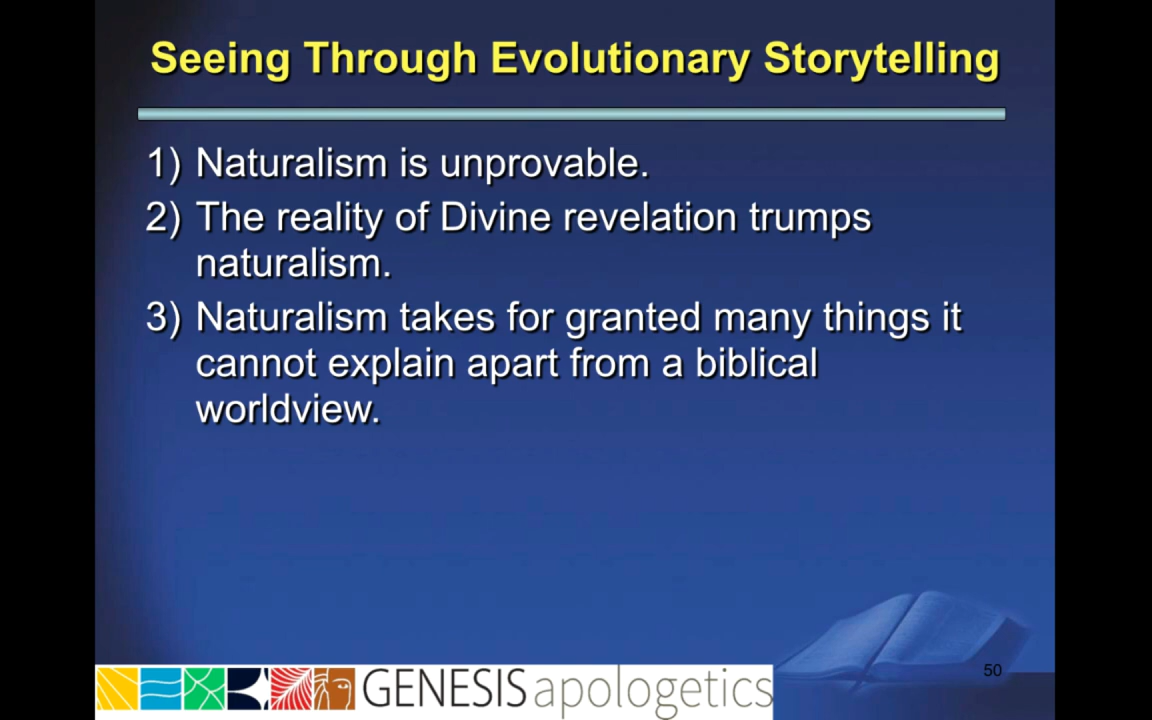 Seeing Through Evolutionary Storytelling
1) Naturalism is unprovable.
2) The reality of Divine revelation trumps
naturalism.
3) Naturalism takes for granted many things it
cannot explain apart from a biblical
worldview.
50
GENESIS apologetics